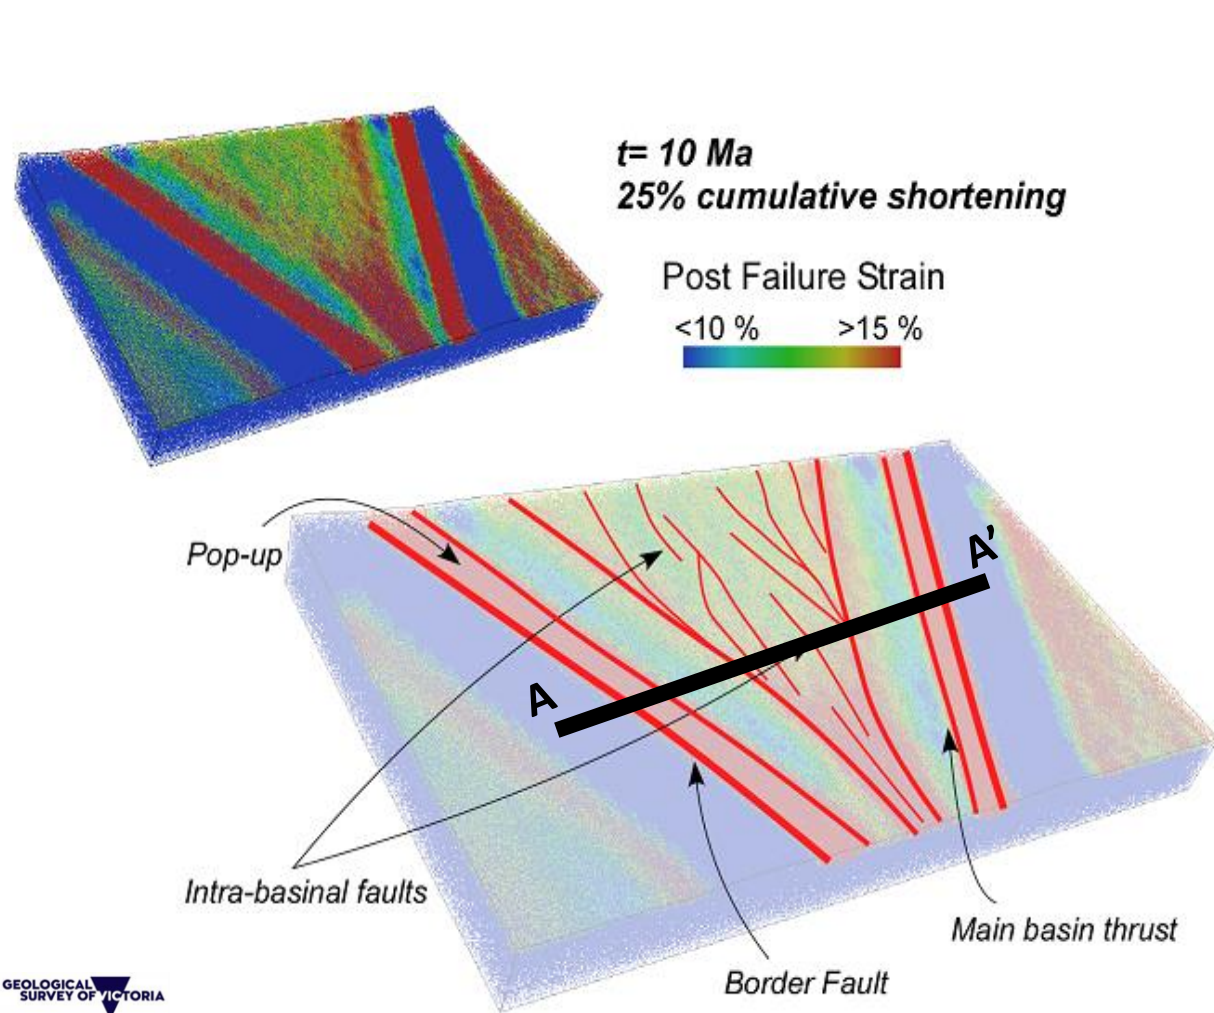 t= 10 Ma
25% cumulative shortening
Post Failure Strain
<10 %
>15 %
Pop-up
A
A’
Intra-basinal faults
Main basin thrust
Border Fault
GEOLOGICAL
SURVEY OF VICTORIA